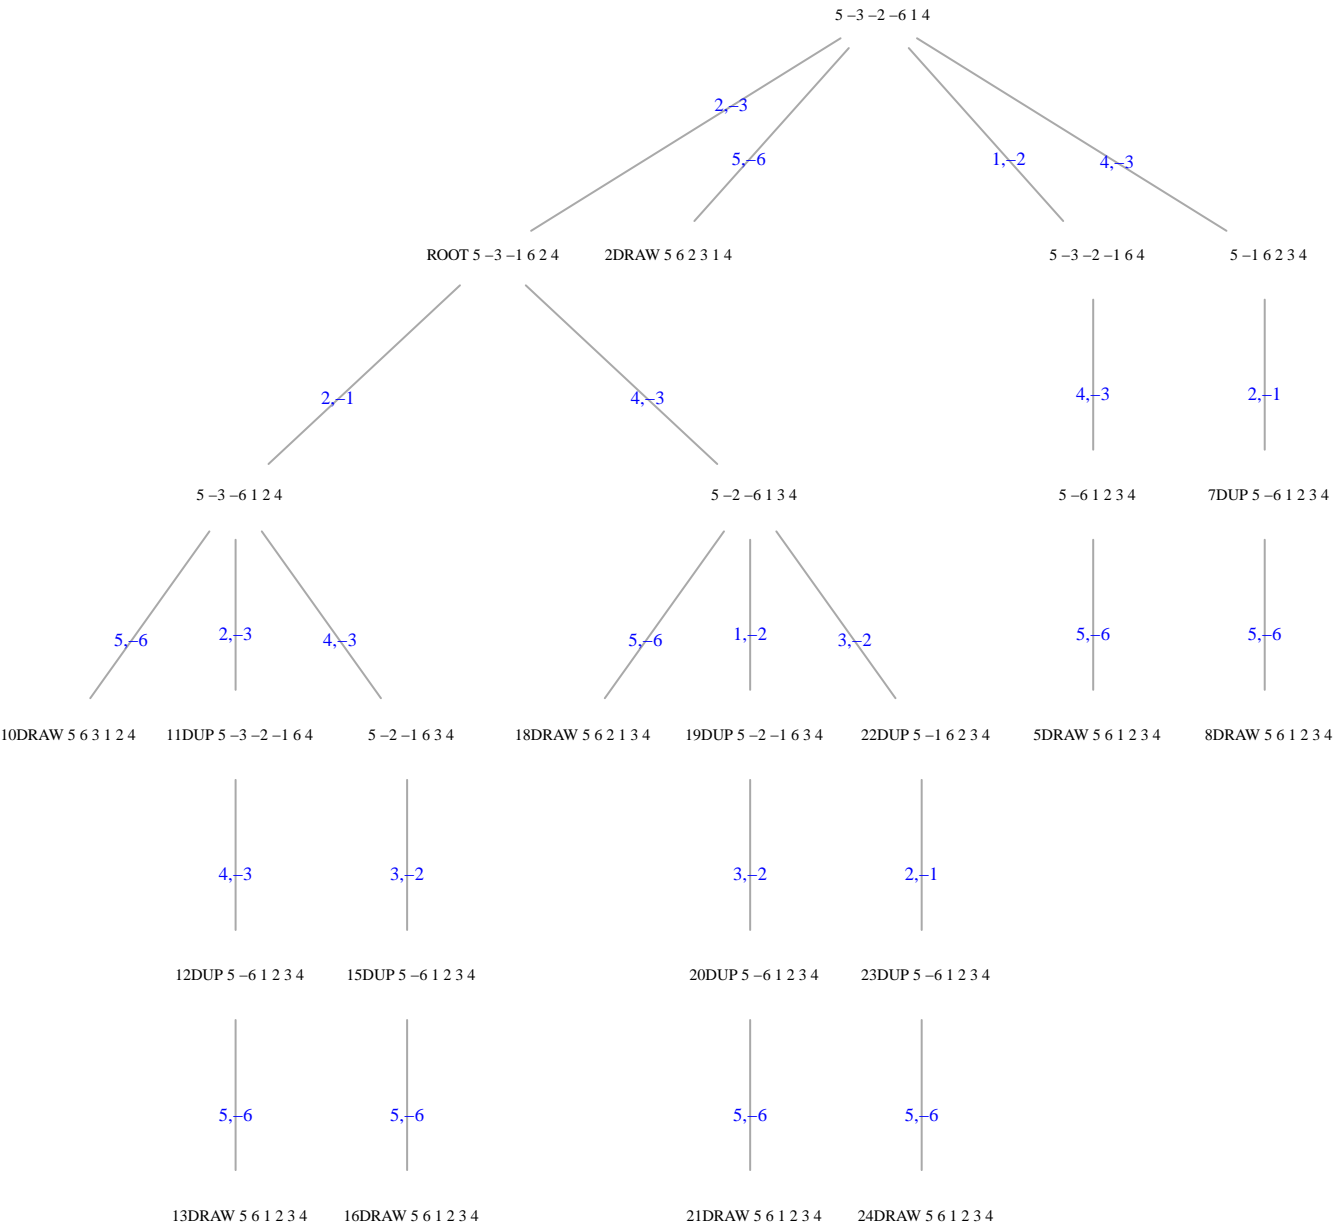 5 –3 –2 –6 1 4
2,–3
5,–6
1,–2
4,–3
ROOT 5 –3 –1 6 2 4
2DRAW 5 6 2 3 1 4
5 –3 –2 –1 6 4
5 –1 6 2 3 4
2,–1
4,–3
4,–3
2,–1
5 –3 –6 1 2 4
5 –2 –6 1 3 4
5 –6 1 2 3 4
7DUP 5 –6 1 2 3 4
5,–6
2,–3
4,–3
5,–6
1,–2
3,–2
5,–6
5,–6
10DRAW 5 6 3 1 2 4
11DUP 5 –3 –2 –1 6 4
5 –2 –1 6 3 4
18DRAW 5 6 2 1 3 4
19DUP 5 –2 –1 6 3 4
22DUP 5 –1 6 2 3 4
5DRAW 5 6 1 2 3 4
8DRAW 5 6 1 2 3 4
4,–3
3,–2
3,–2
2,–1
12DUP 5 –6 1 2 3 4
15DUP 5 –6 1 2 3 4
20DUP 5 –6 1 2 3 4
23DUP 5 –6 1 2 3 4
5,–6
5,–6
5,–6
5,–6
13DRAW 5 6 1 2 3 4
16DRAW 5 6 1 2 3 4
21DRAW 5 6 1 2 3 4
24DRAW 5 6 1 2 3 4